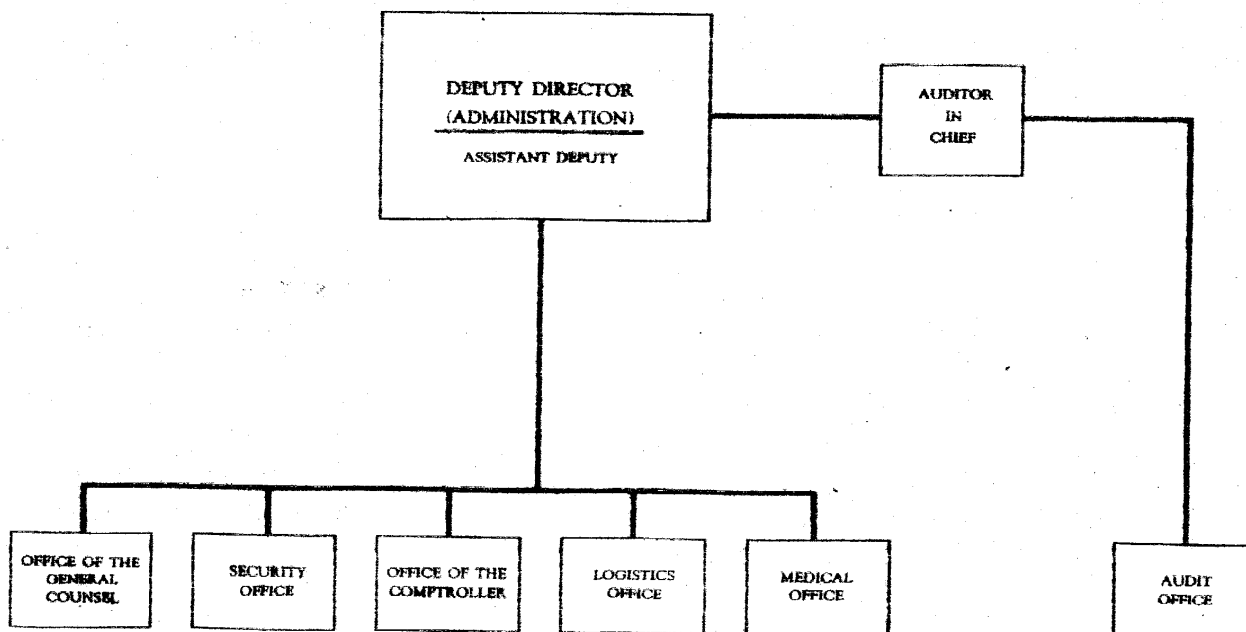 DEPUTY DIRECTOR
(ADMINISTRATION)
ASSISTANT DEPUTY
AUDITOR
IN
CHIEF
OFFICE OF THE
GENERAL
COUNSEL
SECURITY
OFFICE
OFFICE OF THE
COMPTROLLER
LOGISTICS
OFFICE
MEDICAL
OFFICE
AUDIT
OFFICE